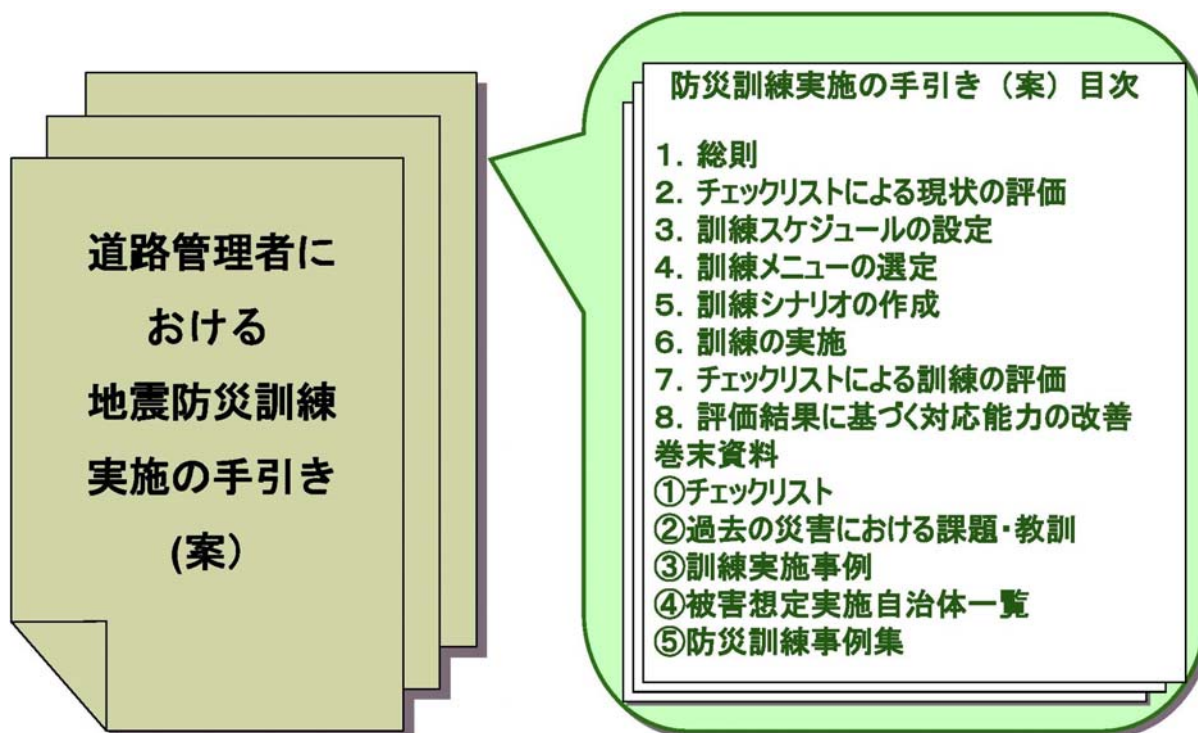 道路管理者に
おける
地震防災訓練
実施の手引き
(案）
防災訓練実施の手引き（案）目次
1．総則
2．チェックリストによる現状の評価
3．訓練スケジュールの設定
4．訓練メニューの選定
5．訓練シナリオの作成
6．訓練の実施
7．チェックリストによる訓練の評価
8．評価結果に基づく対応能力の改善
巻末資料
①チェックリスト
②過去の災害における課題・教訓
③訓練実施事例
④被害想定実施自治体一覧
⑤防災訓練事例集